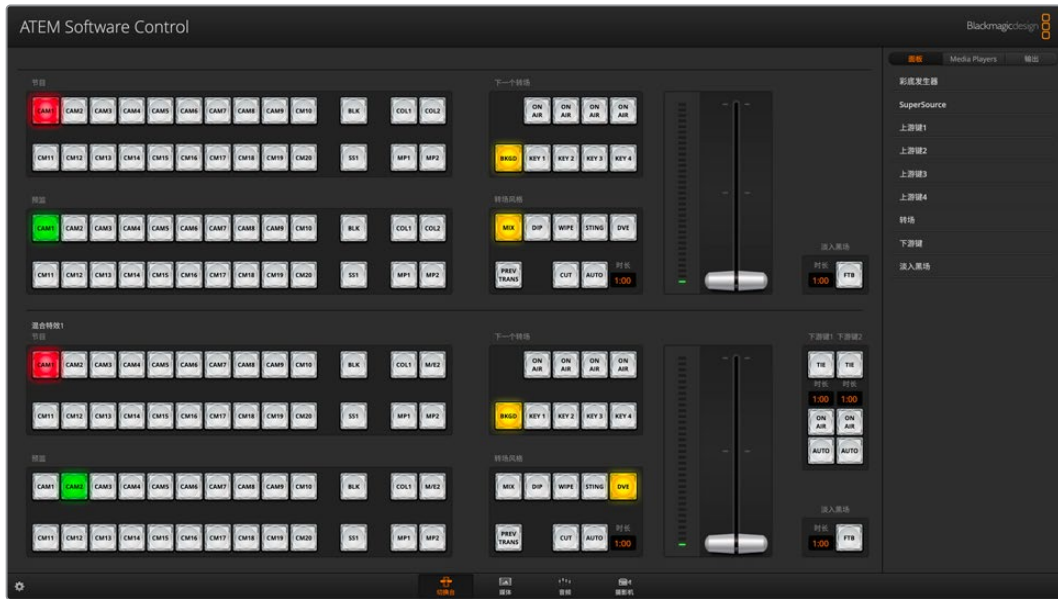 ATEM Software Control
Blackmagicdesign
面板 Media Players 输出
彩底发生器
SuperSource
上游键1
上游键2
上游键3
上游键4
转场
下游键
淡入黑场
节目
CAM1 CAM2 CAM3 CAM4 CAM5 CAM6 CAM7 CAM8 CAM9 CM10 BLK COL1 COL2
CM11 CM12 CM13 CM14 CM15 CM16 CM17 CM18 CM19 CM20 SS1 MP1 MP2
预监
CAM1 CAM2 CAM3 CAM4 CAM5 CAM6 CAM7 CAM8 CAM9 CM10 BLK COL1 COL2
CM11 CM12 CM13 CM14 CM15 CM16 CM17 CM18 CM19 CM20 SS1 MP1 MP2
下一个转场
ON AIR ON AIR ON AIR ON AIR
BKGD KEY 1 KEY 2 KEY 3 KEY 4
转场风格
MIX DIP WIPE STING DVE
PREV TRANS CUT AUTO 时长 1:00
淡入黑场
时长
1:00 FTB
混合特效1
节目
CAM1 CAM2 CAM3 CAM4 CAM5 CAM6 CAM7 CAM8 CAM9 CM10 BLK COL1 M/E2
CM11 CM12 CM13 CM14 CM15 CM16 CM17 CM18 CM19 CM20 SS1 MP1 MP2
预监
CAM1 CAM2 CAM3 CAM4 CAM5 CAM6 CAM7 CAM8 CAM9 CM10 BLK COL1 M/E2
CM11 CM12 CM13 CM14 CM15 CM16 CM17 CM18 CM19 CM20 SS1 MP1 MP2
下一个转场
ON AIR ON AIR ON AIR ON AIR
BKGD KEY 1 KEY 2 KEY 3 KEY 4
转场风格
MIX DIP WIPE STING DVE
PREV TRANS CUT AUTO 时长 1:00
下游键1 下游键2
TIE TIE
时长 时长
1:00 1:00
ON AIR ON AIR
AUTO AUTO
淡入黑场
时长
1:00 FTB
切换台 媒体 音频 摄影机